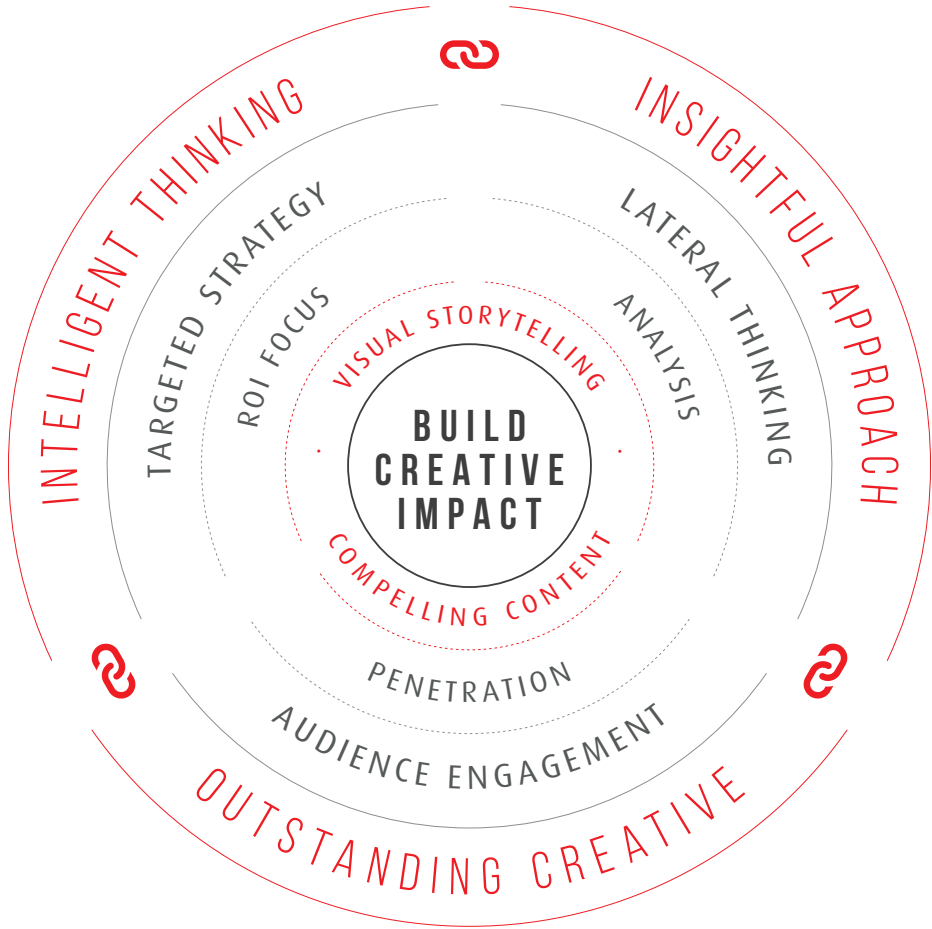 INTELLIGENT THINKING
INSIGHTFUL APPROACH
TARGETED STRATEGY
LATERAL THINKING
ROI FOCUS
ANALYSIS
VISUAL STORYTELLING
BUILD
CREATIVE
IMPACT
COMPELLING CONTENT
PENETRATION
AUDIENCE ENGAGEMENT
OUTSTANDING CREATIVE